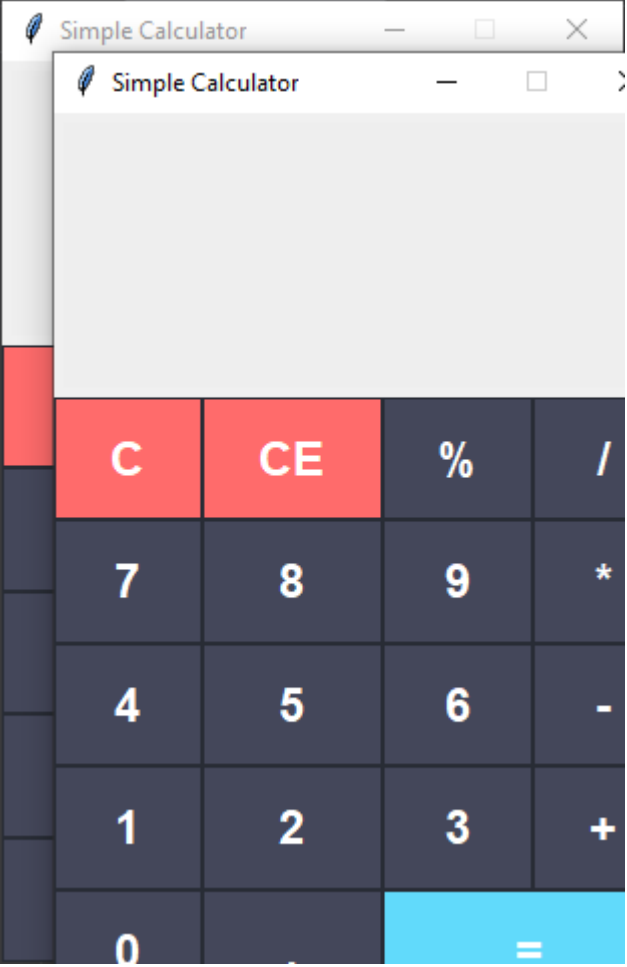 Simple Calculator
Simple Calculator
C CE % /
7 8 9 *
4 5 6 -
1 2 3 +
0 . =